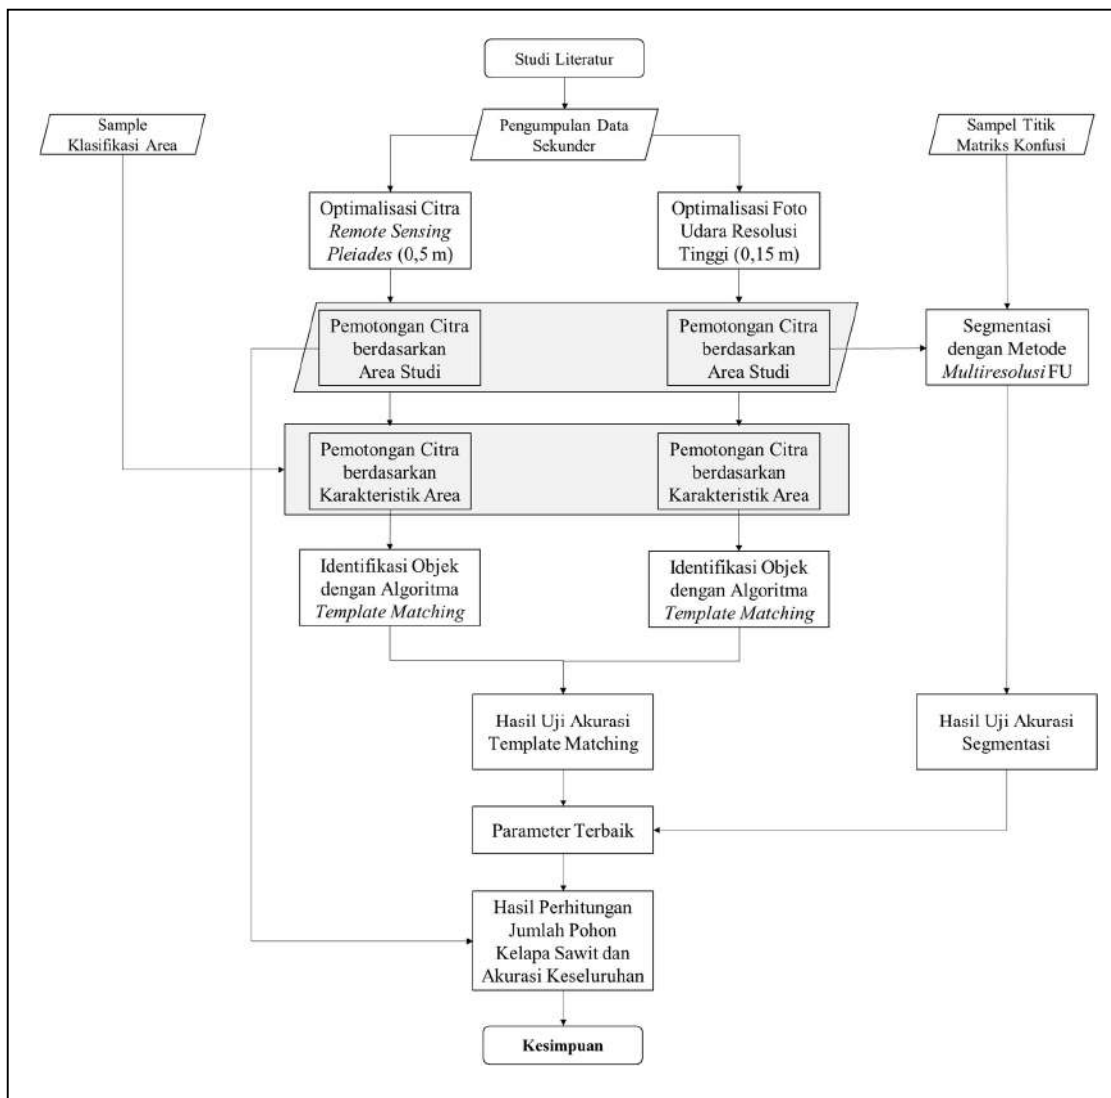 Studi Literatur
Sample
Klasifikasi Area
Pengumpulan Data
Sekunder
Sampel Titik
Matriks Konfusi
Optimalisasi Citra
Remote Sensing
Pleiades (0,5 m)
Optimalisasi Foto
Udara Resolusi
Tinggi (0,15 m)
Pemotongan Citra
berdasarkan
Area Studi
Pemotongan Citra
berdasarkan
Area Studi
Segmentasi
dengan Metode
Multiresolusi FU
Pemotongan Citra
berdasarkan
Karakteristik Area
Pemotongan Citra
berdasarkan
Karakteristik Area
Identifikasi Objek
dengan Algoritma
Template Matching
Identifikasi Objek
dengan Algoritma
Template Matching
Hasil Uji Akurasi
Template Matching
Hasil Uji Akurasi
Segmentasi
Parameter Terbaik
Hasil Perhitungan
Jumlah Pohon
Kelapa Sawit dan
Akurasi Keseluruhan
Kesimpuan